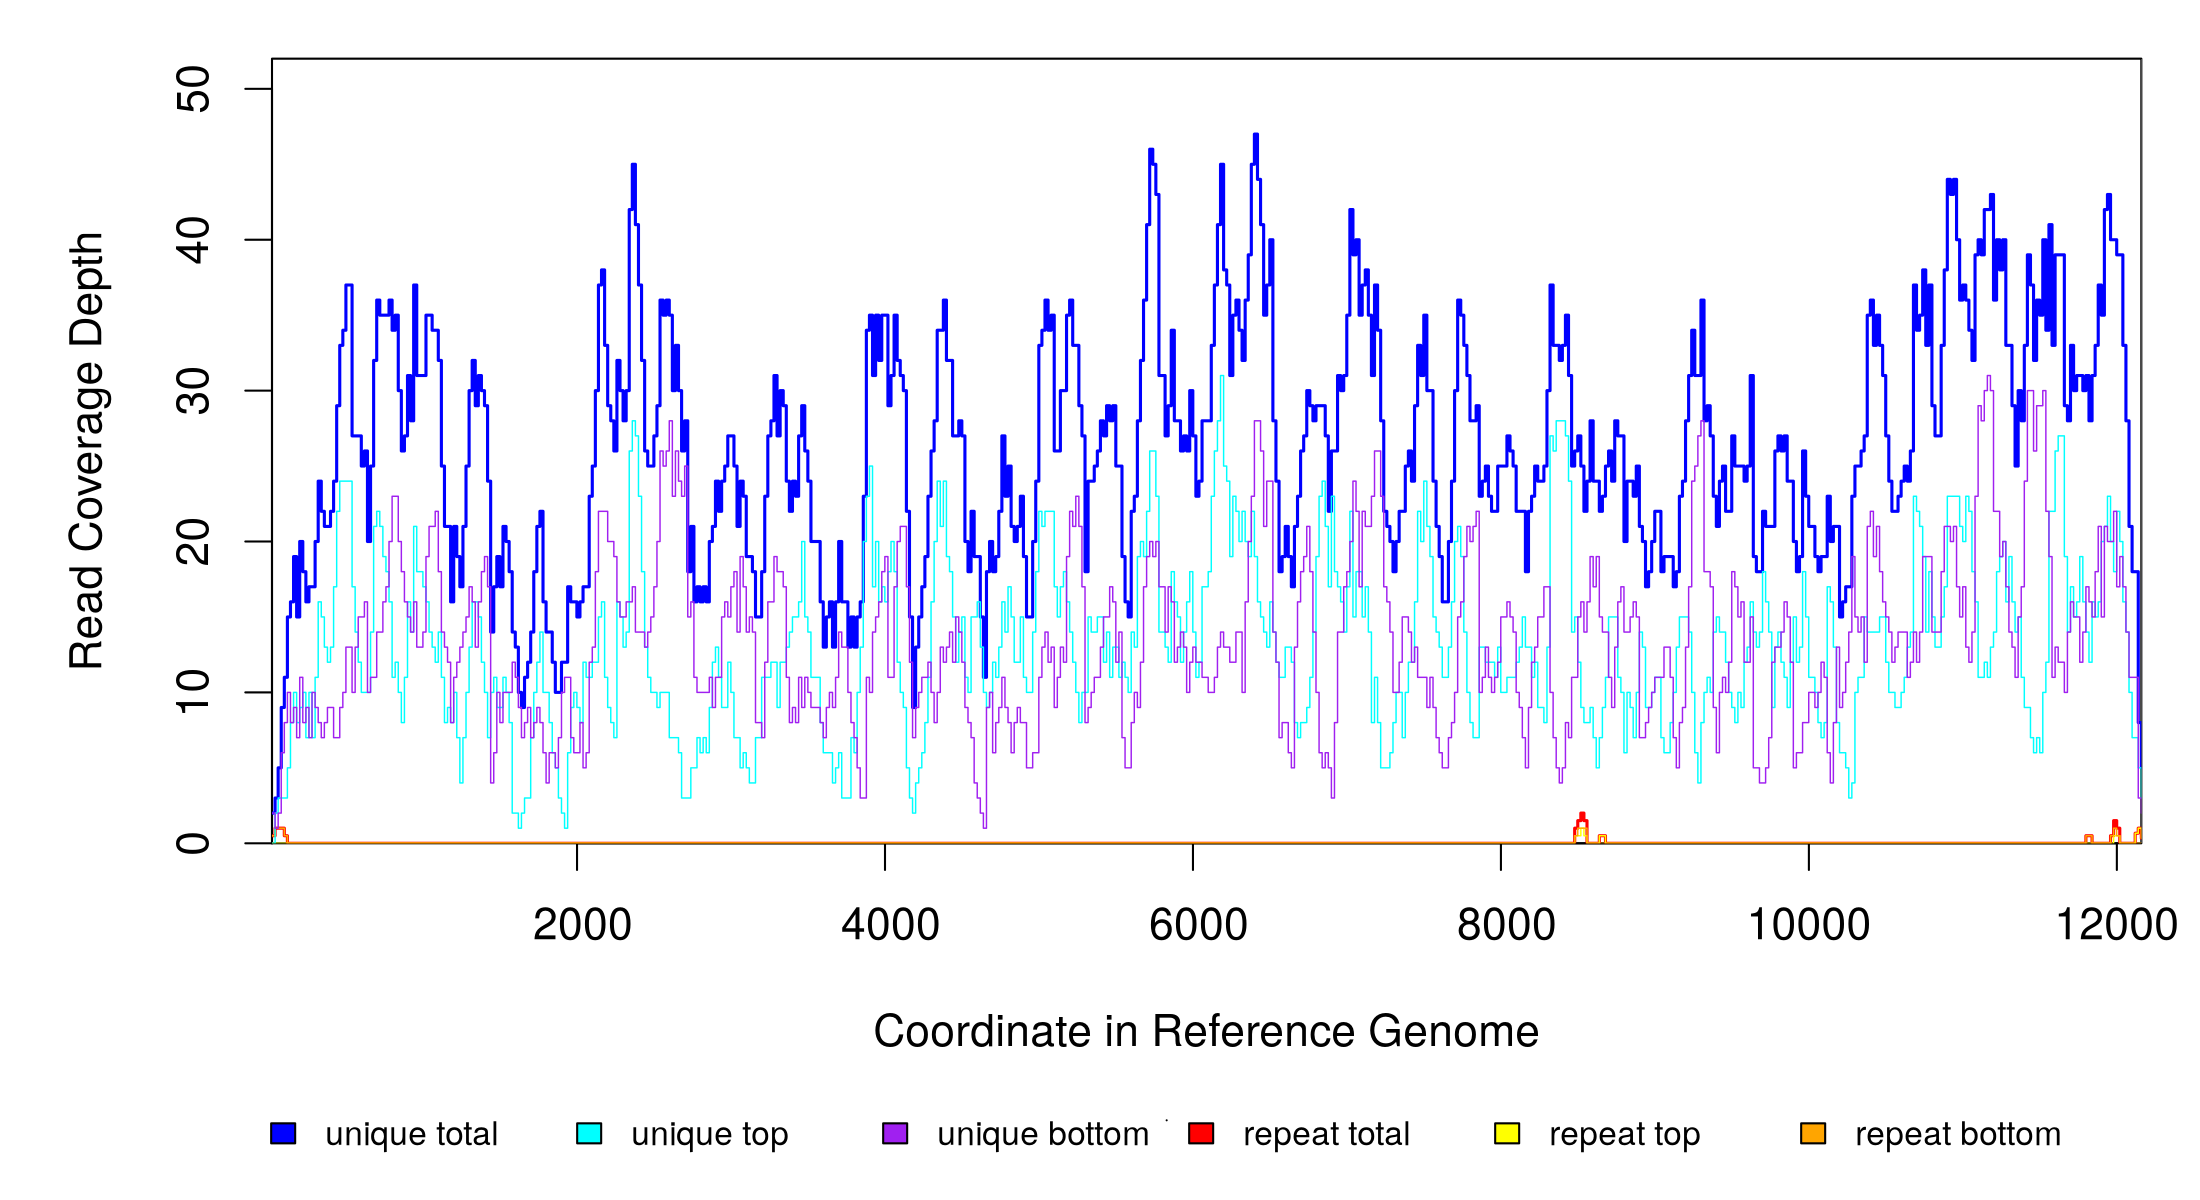 Read Coverage Depth
50
40
30
20
10
0
2000 4000 6000 8000 10000 12000
Coordinate in Reference Genome
unique total unique top unique bottom repeat total repeat top repeat bottom